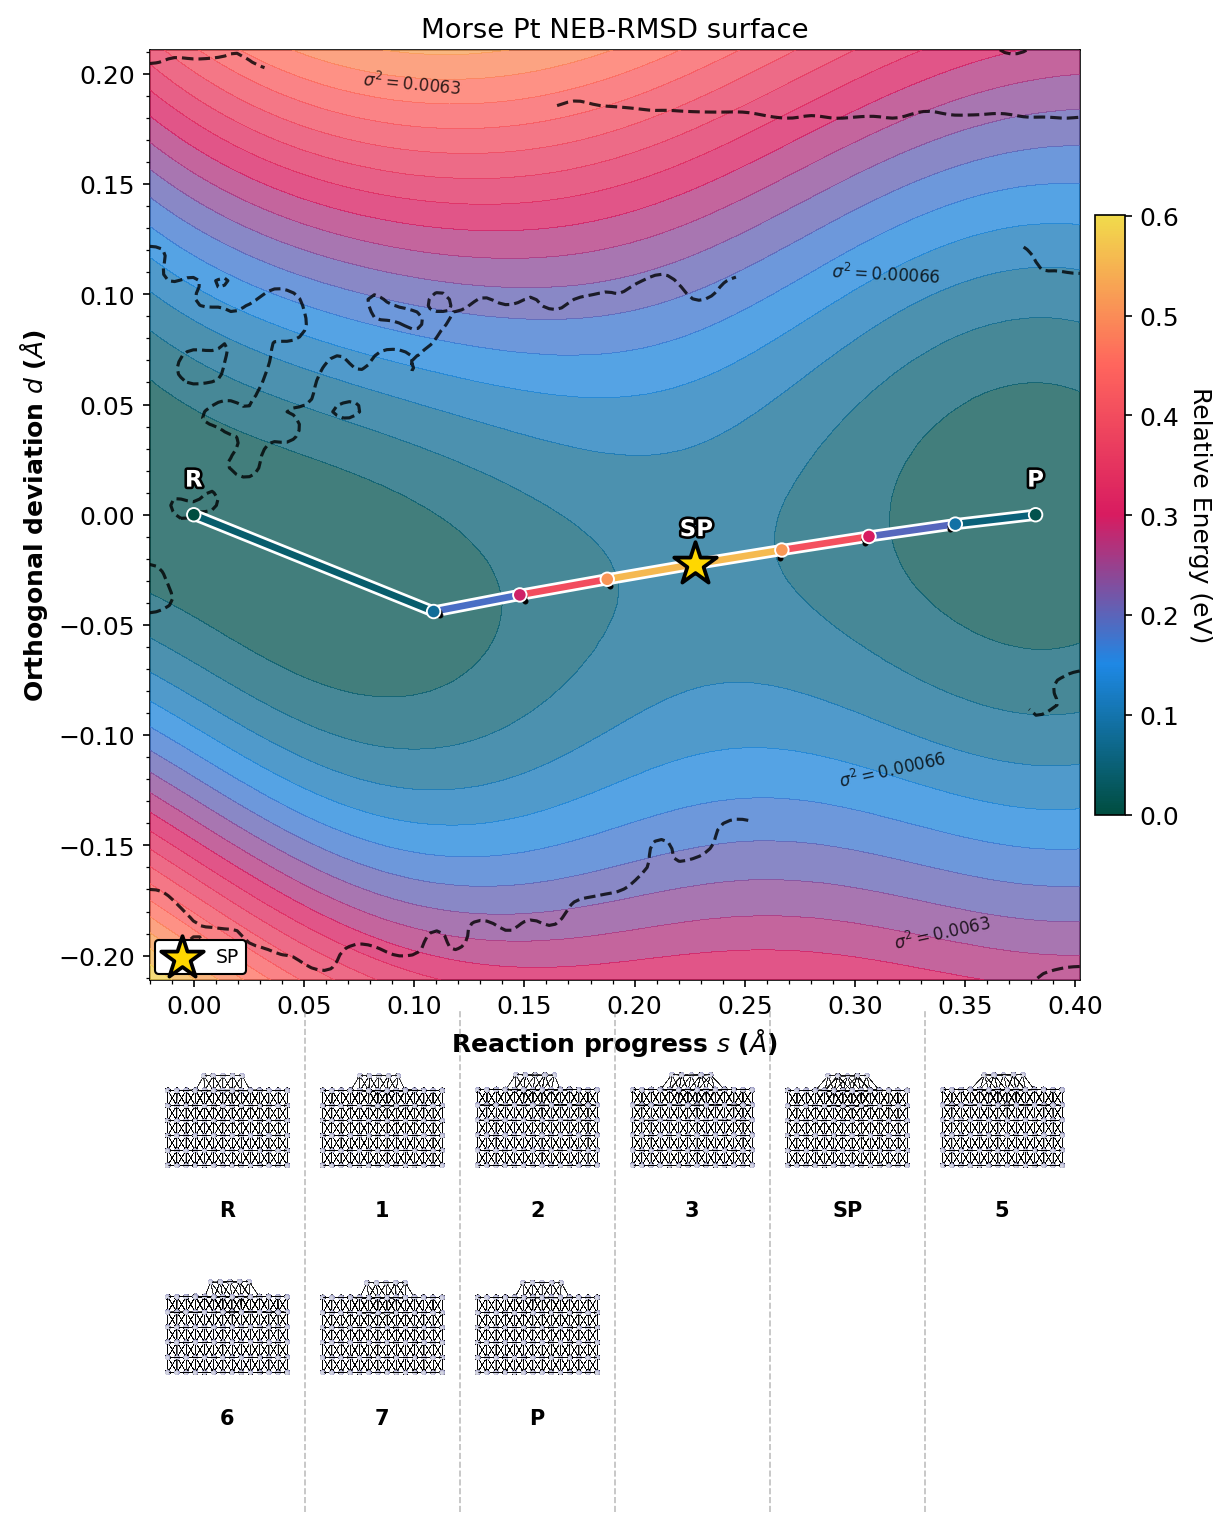 Morse Pt NEB-RMSD surface
Orthogonal deviation d (Å)
0.20
0.15
0.10
0.05
0.00
−0.05
−0.10
−0.15
−0.20
σ² = 0.0063
σ² = 0.00066
R
SP
P
σ² = 0.00066
σ² = 0.0063
SP
0.00 0.05 0.10 0.15 0.20 0.25 0.30 0.35 0.40
Reaction progress s (Å)
0.6
0.5
0.4
0.3
0.2
0.1
0.0
Relative Energy (eV)
R 1 2 3 SP 5
6 7 P